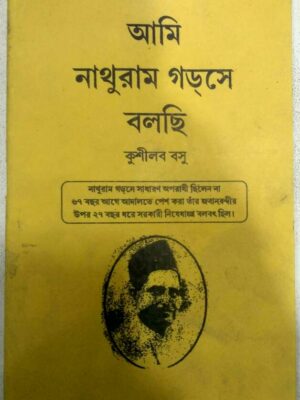 আমি
নাথুরাম গড্‌সে
বলছি
কুশীলব বসু
নাথুরাম গড্‌সে সাধারণ অপরাধী ছিলেন না
৬৭ বছর আগে আদালতে পেশ করা তাঁর জবানবন্দীর
উপর ২৭ বছর ধরে সরকারী নিষেধাজ্ঞা বলবৎ ছিল।